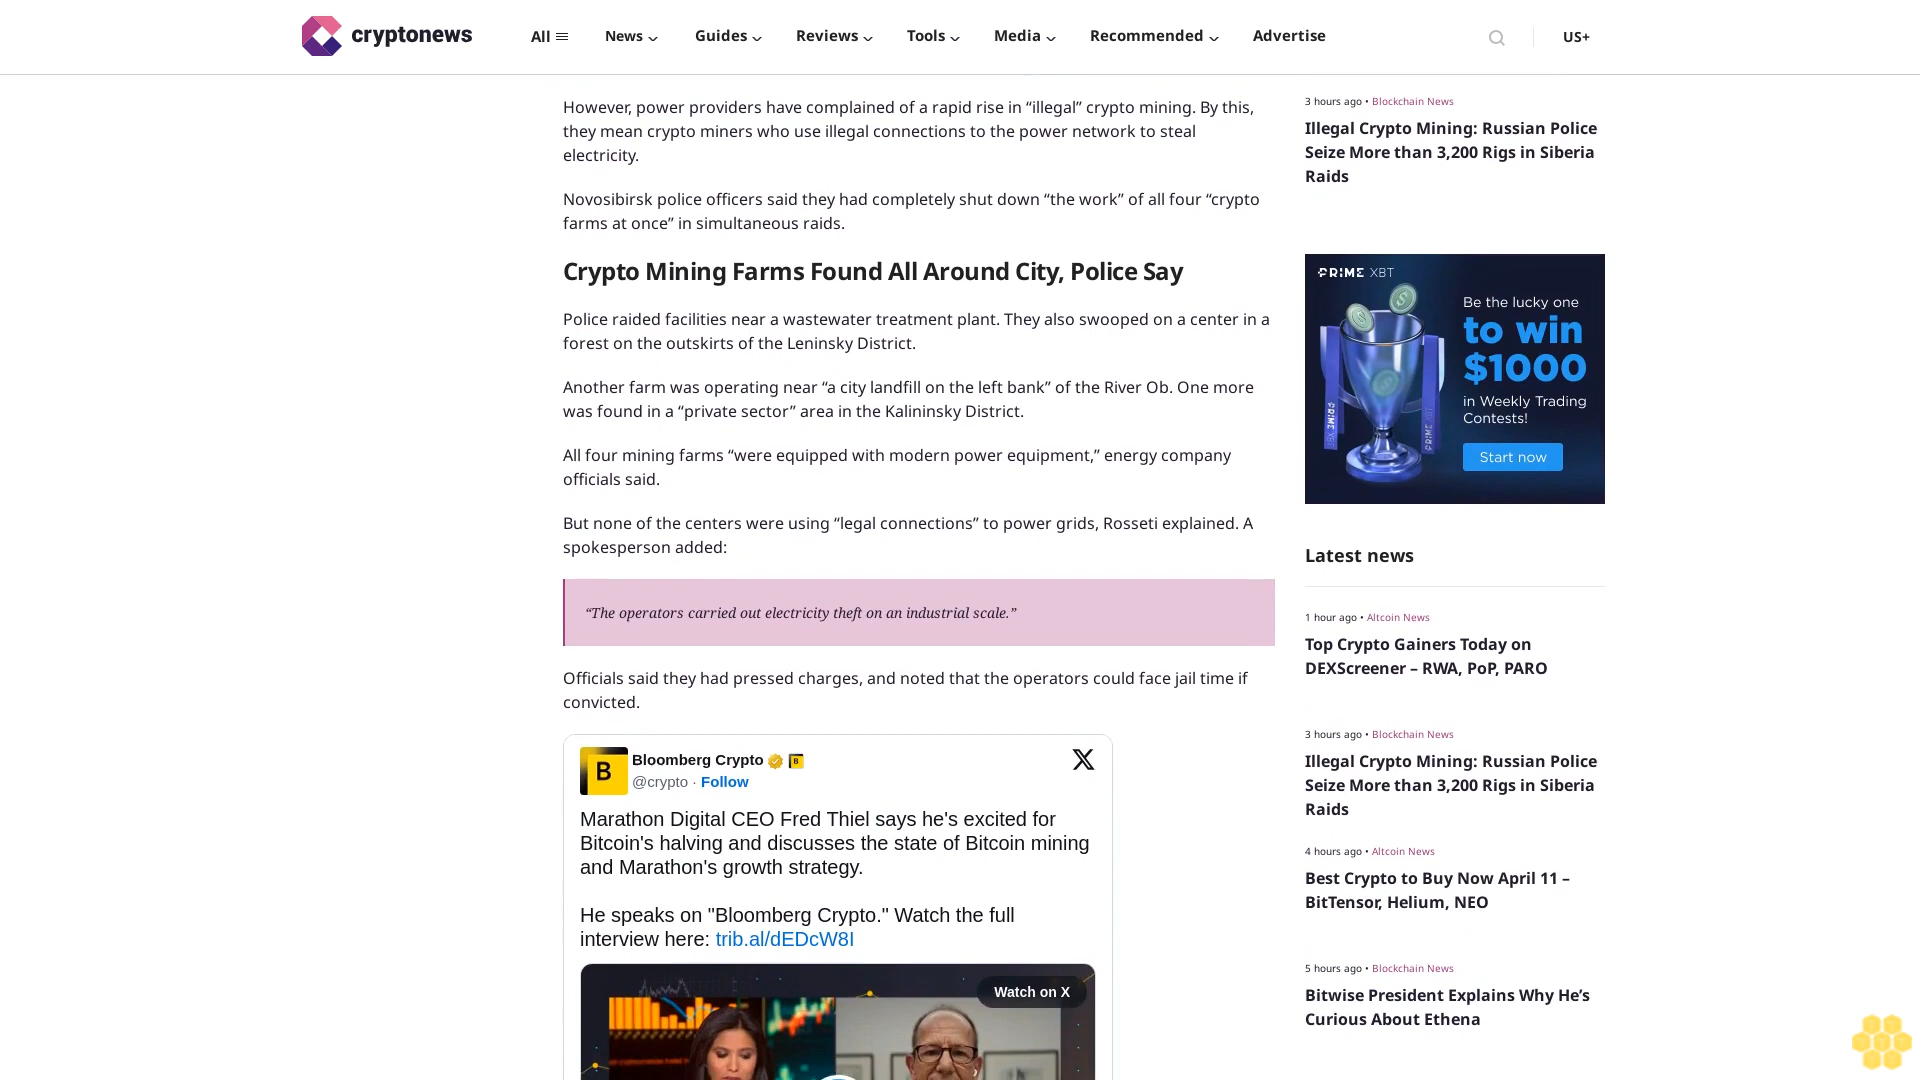 cryptonews
All
News
Guides
Reviews
Tools
Media
Recommended
Advertise
US+
However, power providers have complained of a rapid rise in “illegal” crypto mining. By this,
they mean crypto miners who use illegal connections to the power network to steal
electricity.
Novosibirsk police officers said they had completely shut down “the work” of all four “crypto
farms at once” in simultaneous raids.
Crypto Mining Farms Found All Around City, Police Say
Police raided facilities near a wastewater treatment plant. They also swooped on a center in a
forest on the outskirts of the Leninsky District.
Another farm was operating near “a city landfill on the left bank” of the River Ob. One more
was found in a “private sector” area in the Kalininsky District.
All four mining farms “were equipped with modern power equipment,” energy company
officials said.
But none of the centers were using “legal connections” to power grids, Rosseti explained. A
spokesperson added:
“The operators carried out electricity theft on an industrial scale.”
Officials said they had pressed charges, and noted that the operators could face jail time if
convicted.
Bloomberg Crypto
@crypto · Follow
Marathon Digital CEO Fred Thiel says he's excited for
Bitcoin's halving and discusses the state of Bitcoin mining
and Marathon's growth strategy.
He speaks on "Bloomberg Crypto." Watch the full
interview here: trib.al/dEDcW8I
Watch on X
3 hours ago • Blockchain News
Illegal Crypto Mining: Russian Police
Seize More than 3,200 Rigs in Siberia
Raids
PRIME XBT
Be the lucky one
to win
$1000
in Weekly Trading
Contests!
Start now
Latest news
1 hour ago • Altcoin News
Top Crypto Gainers Today on
DEXScreener – RWA, PoP, PARO
3 hours ago • Blockchain News
Illegal Crypto Mining: Russian Police
Seize More than 3,200 Rigs in Siberia
Raids
4 hours ago • Altcoin News
Best Crypto to Buy Now April 11 –
BitTensor, Helium, NEO
5 hours ago • Blockchain News
Bitwise President Explains Why He’s
Curious About Ethena